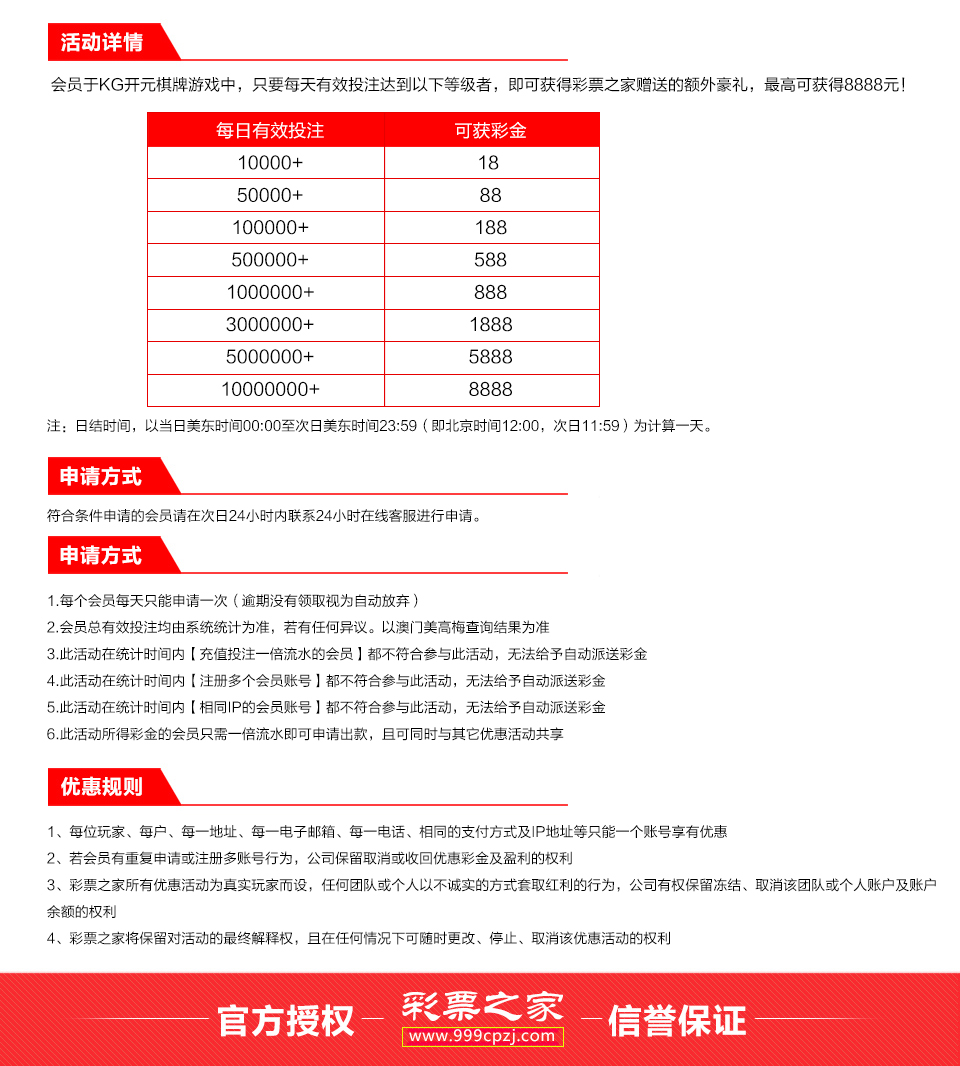 活动详情
会员于KG开元棋牌游戏中，只要每天有效投注达到以下等级者，即可获得彩票之家赠送的额外豪礼，最高可获得8888元！
每日有效投注 可获彩金
10000+ 18
50000+ 88
100000+ 188
500000+ 588
1000000+ 888
3000000+ 1888
5000000+ 5888
10000000+ 8888
注：日结时间，以当日美东时间00:00至次日美东时间23:59（即北京时间12:00，次日11:59）为计算一天。
申请方式
符合条件申请的会员请在次日24小时内联系24小时在线客服进行申请。
申请方式
1.每个会员每天只能申请一次（逾期没有领取视为自动放弃）
2.会员总有效投注均由系统统计为准，若有任何异议。以澳门美高梅查询结果为准
3.此活动在统计时间内【充值投注一倍流水的会员】都不符合参与此活动，无法给予自动派送彩金
4.此活动在统计时间内【注册多个会员账号】都不符合参与此活动，无法给予自动派送彩金
5.此活动在统计时间内【相同IP的会员账号】都不符合参与此活动，无法给予自动派送彩金
6.此活动所得彩金的会员只需一倍流水即可申请出款，且可同时与其它优惠活动共享
优惠规则
1、每位玩家、每户、每一地址、每一电子邮箱、每一电话、相同的支付方式及IP地址等只能一个账号享有优惠
2、若会员有重复申请或注册多账号行为，公司保留取消或收回优惠彩金及盈利的权利
3、彩票之家所有优惠活动为真实玩家而设，任何团队或个人以不诚实的方式套取红利的行为，公司有权保留冻结、取消该团队或个人账户及账户
余额的权利
4、彩票之家将保留对活动的最终解释权，且在任何情况下可随时更改、停止、取消该优惠活动的权利
官方授权 彩票之家 信誉保证
www.999cpzj.com